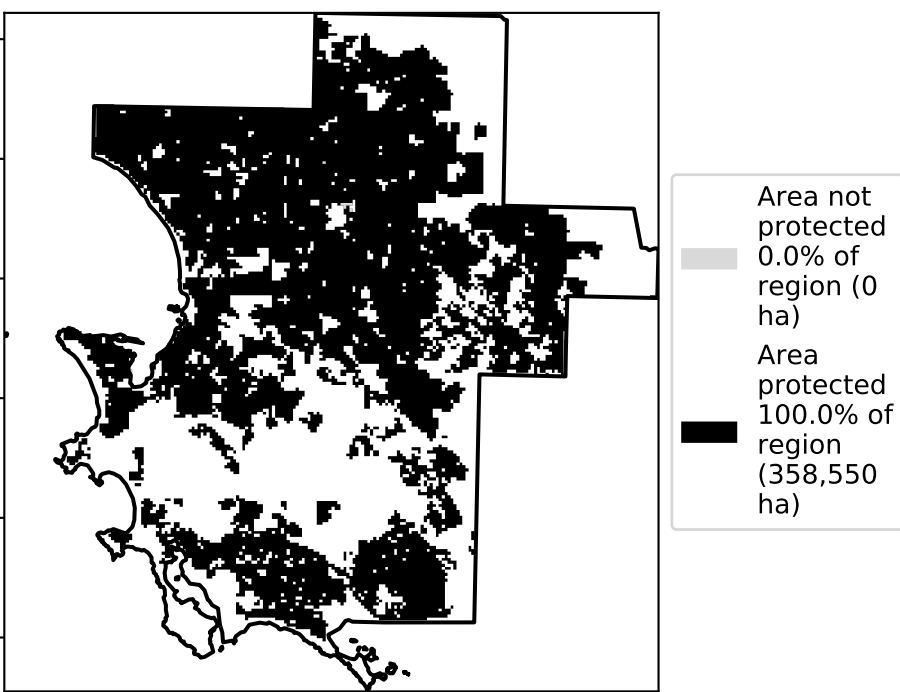 Area not
protected
0.0% of
region (0
ha)
Area
protected
100.0% of
region
(358,550
ha)